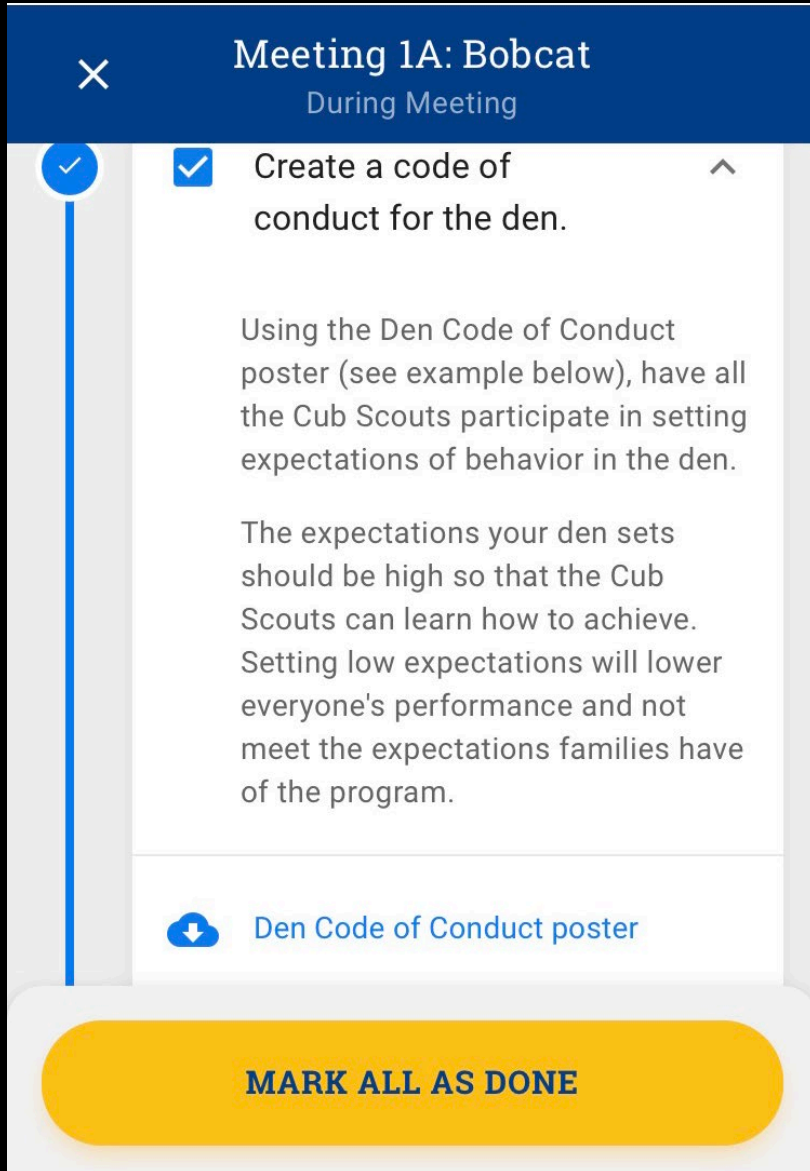 Meeting 1A: Bobcat
During Meeting
Create a code of
conduct for the den.
Using the Den Code of Conduct
poster (see example below), have all
the Cub Scouts participate in setting
expectations of behavior in the den.
The expectations your den sets
should be high so that the Cub
Scouts can learn how to achieve.
Setting low expectations will lower
everyone's performance and not
meet the expectations families have
of the program.
Den Code of Conduct poster
MARK ALL AS DONE